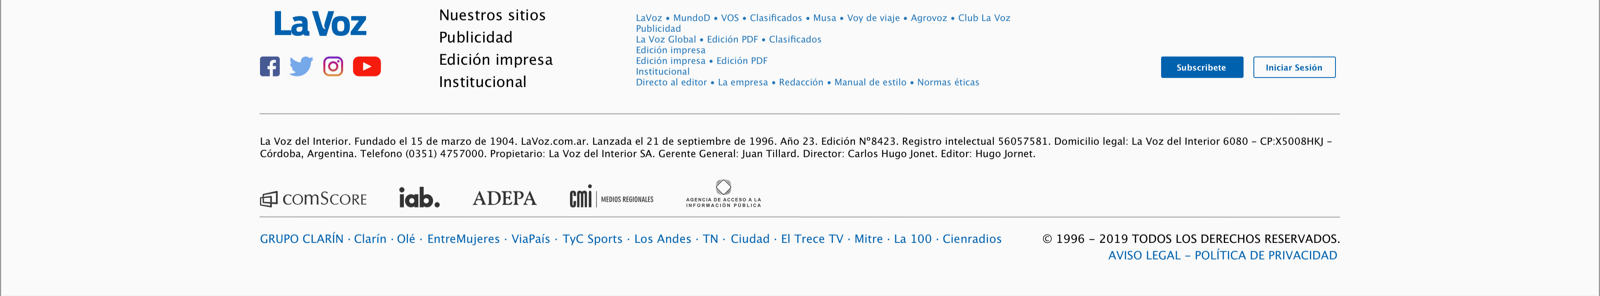 La Voz
Nuestros sitios
Publicidad
Edición impresa
Institucional
LaVoz • MundoD • VOS • Clasificados • Musa • Voy de viaje • Agrovoz • Club La Voz
Publicidad
La Voz Global • Edición PDF • Clasificados
Edición impresa
Edición impresa • Edición PDF
Institucional
Directo al editor • La empresa • Redacción • Manual de estilo • Normas éticas
Subscribete
Iniciar Sesión
La Voz del Interior. Fundado el 15 de marzo de 1904. LaVoz.com.ar. Lanzada el 21 de septiembre de 1996. Año 23. Edición Nº8423. Registro intelectual 56057581. Domicilio legal: La Voz del Interior 6080 – CP:X5008HKJ –
Córdoba, Argentina. Telefono (0351) 4757000. Propietario: La Voz del Interior SA. Gerente General: Juan Tillard. Director: Carlos Hugo Jonet. Editor: Hugo Jornet.
comScore
iab.
ADEPA
cmi MEDIOS REGIONALES
AGENCIA DE ACCESO A LA
INFORMACIÓN PÚBLICA
GRUPO CLARÍN · Clarín · Olé · EntreMujeres · ViaPaís · TyC Sports · Los Andes · TN · Ciudad · El Trece TV · Mitre · La 100 · Cienradios
© 1996 – 2019 TODOS LOS DERECHOS RESERVADOS.
AVISO LEGAL – POLÍTICA DE PRIVACIDAD